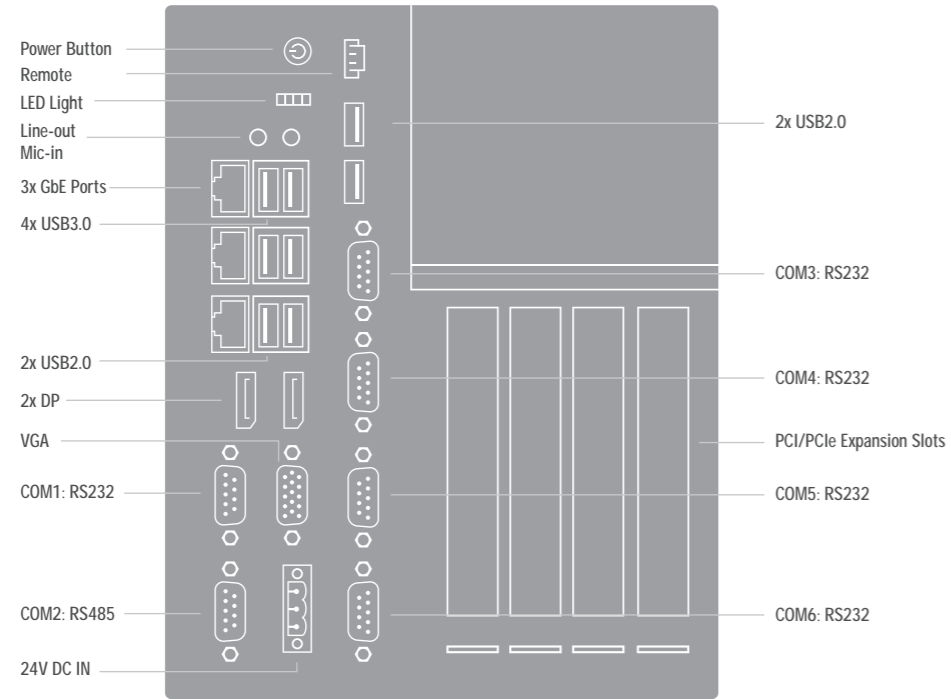 Power Button
Remote
LED Light
Line-out
Mic-in
3x GbE Ports
4x USB3.0
2x USB2.0
2x DP
VGA
COM1: RS232
COM2: RS485
24V DC IN
2x USB2.0
COM3: RS232
COM4: RS232
PCI/PCIe Expansion Slots
COM5: RS232
COM6: RS232